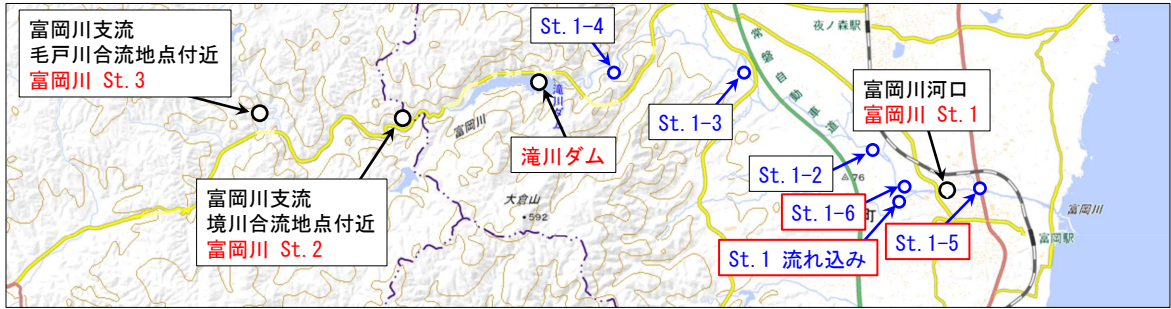 富岡川支流
毛戸川合流地点付近
富岡川 St.3
St.1-4
夜ノ森駅
常磐自動車道
富岡川河口
富岡川 St.1
滝川ダム
富岡川
St.1-3
滝川ダム
St.1-2
76
富岡川支流
境川合流地点付近
富岡川 St.2
大倉山
592
St.1-6
町
富岡川
St.1-5
富岡駅
St.1 流れ込み